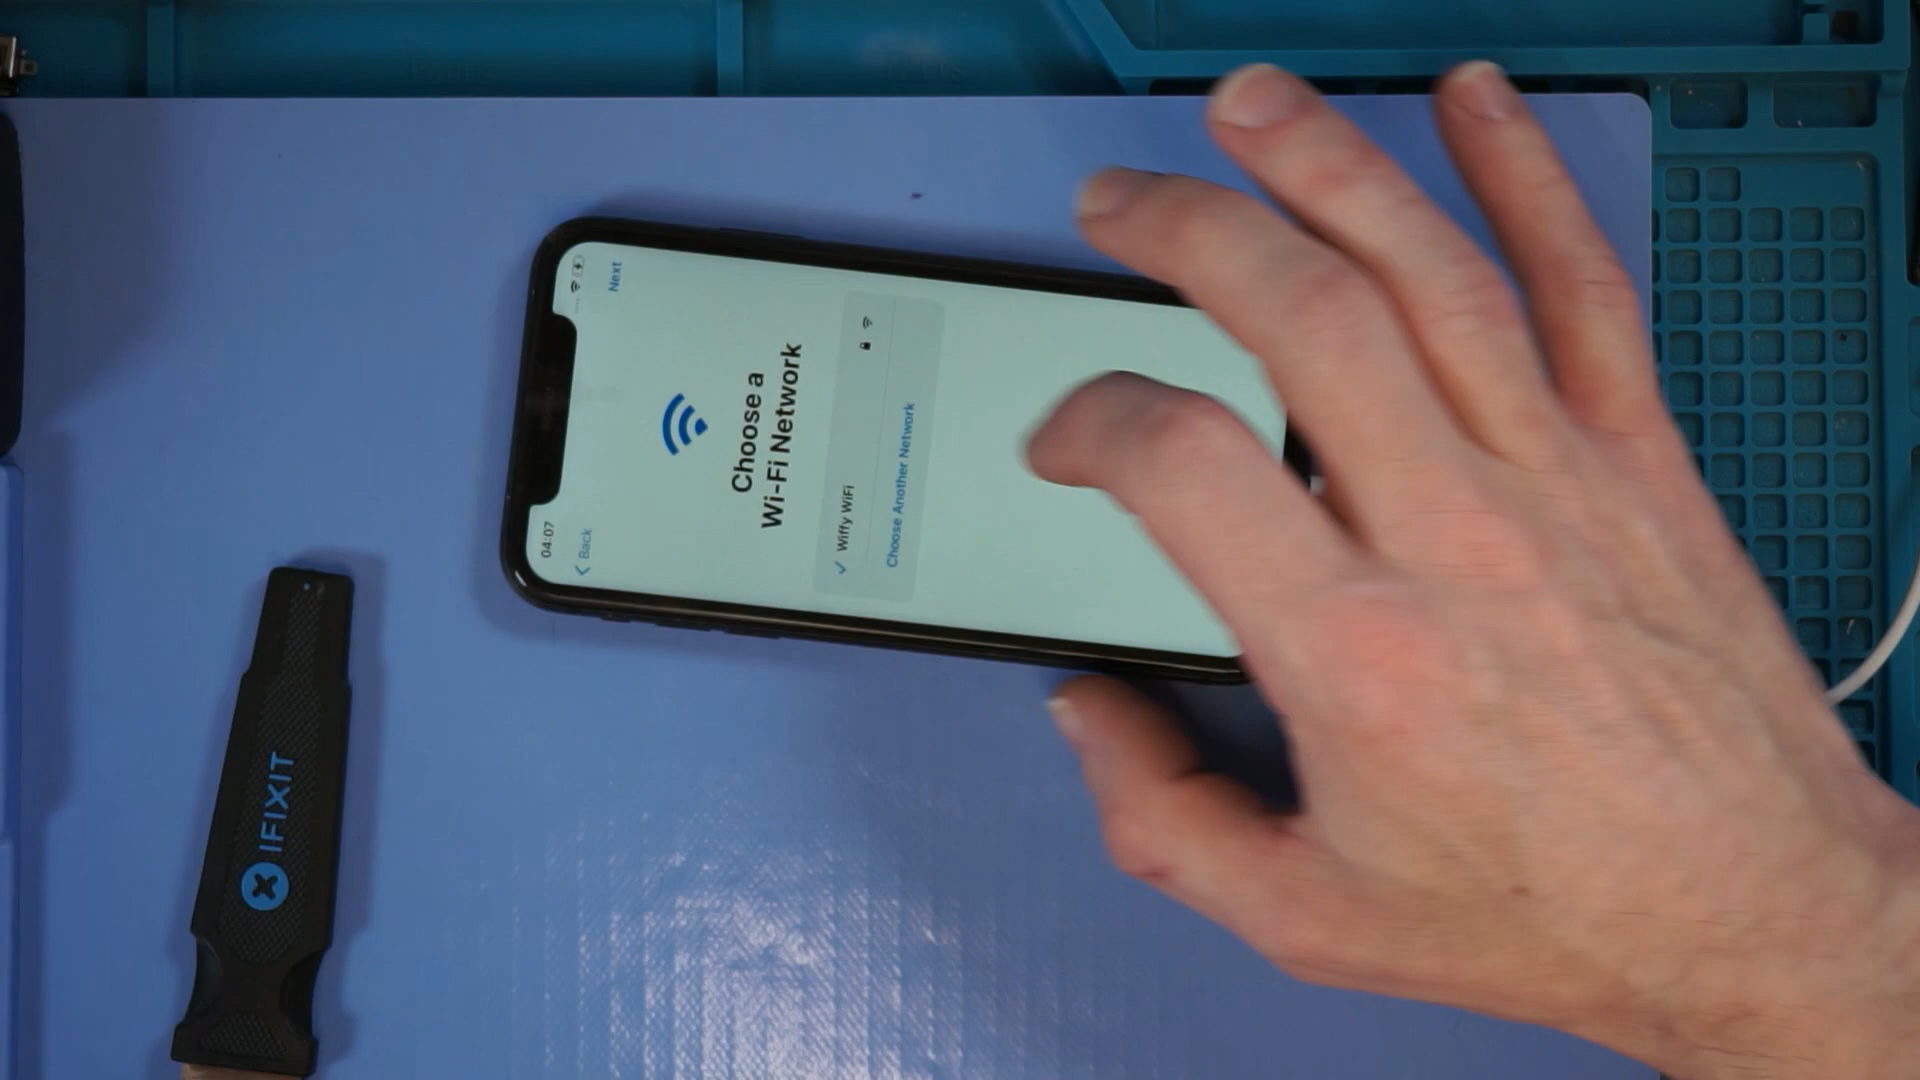 04:07
Back
Next
Choose a
Wi-Fi Network
Wiffy WiFi
Choose Another Network
IFIXIT